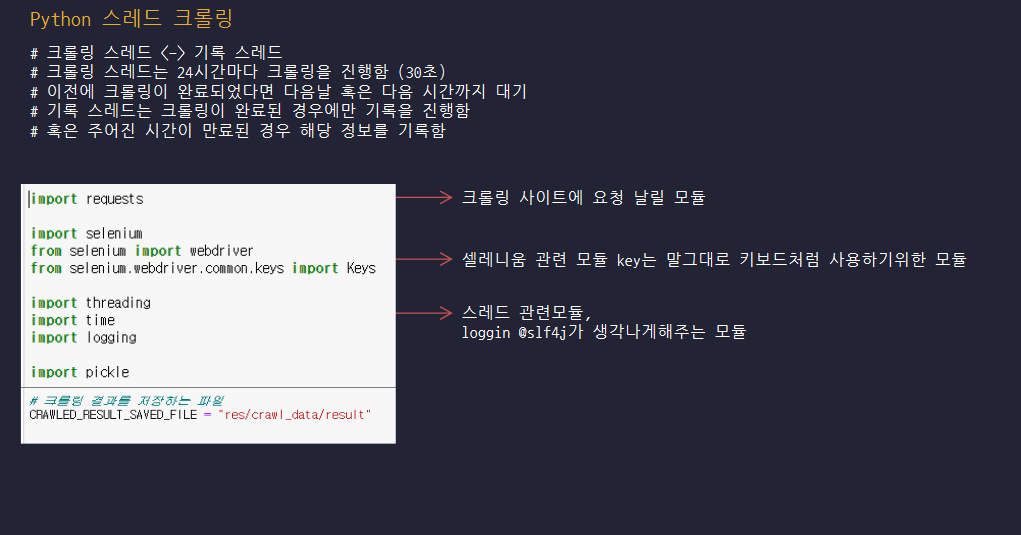 Python 스레드 크롤링
# 크롤링 스레드 <-> 기록 스레드
# 크롤링 스레드는 24시간마다 크롤링을 진행함 (30초)
# 이전에 크롤링이 완료되었다면 다음날 혹은 다음 시간까지 대기
# 기록 스레드는 크롤링이 완료된 경우에만 기록을 진행함
# 혹은 주어진 시간이 만료된 경우 해당 정보를 기록함
import requests
크롤링 사이트에 요청 날릴 모듈
import selenium
from selenium import webdriver
from selenium.webdriver.common.keys import Keys
셀레니움 관련 모듈 key는 말그대로 키보드처럼 사용하기위한 모듈
import threading
import time
import logging
스레드 관련모듈,
loggin @slf4j가 생각나게해주는 모듈
import pickle
# 크롤링 결과를 저장하는 파일
CRAWLED_RESULT_SAVED_FILE = "res/crawl_data/result"